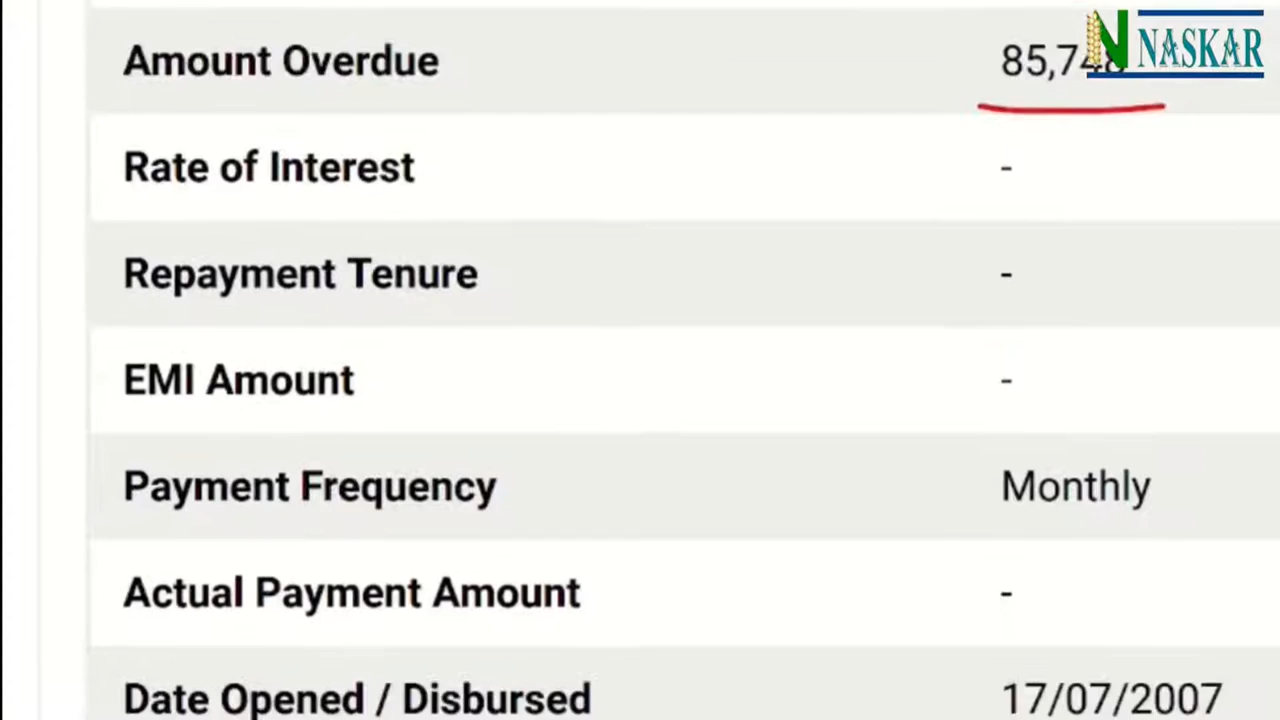 Amount Overdue 85,748
NASKAR
Rate of Interest -
Repayment Tenure -
EMI Amount -
Payment Frequency Monthly
Actual Payment Amount -
Date Opened / Disbursed 17/07/2007